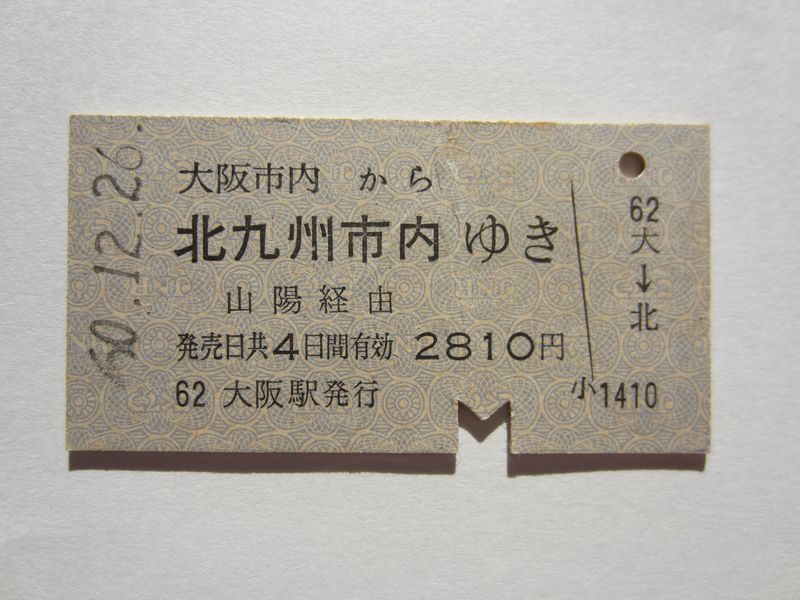 50.12.26.
大阪市内 から
北九州市内 ゆき
山陽経由
発売日共4日間有効 2810円
62 大阪駅発行
62
大
↓
北
小1410